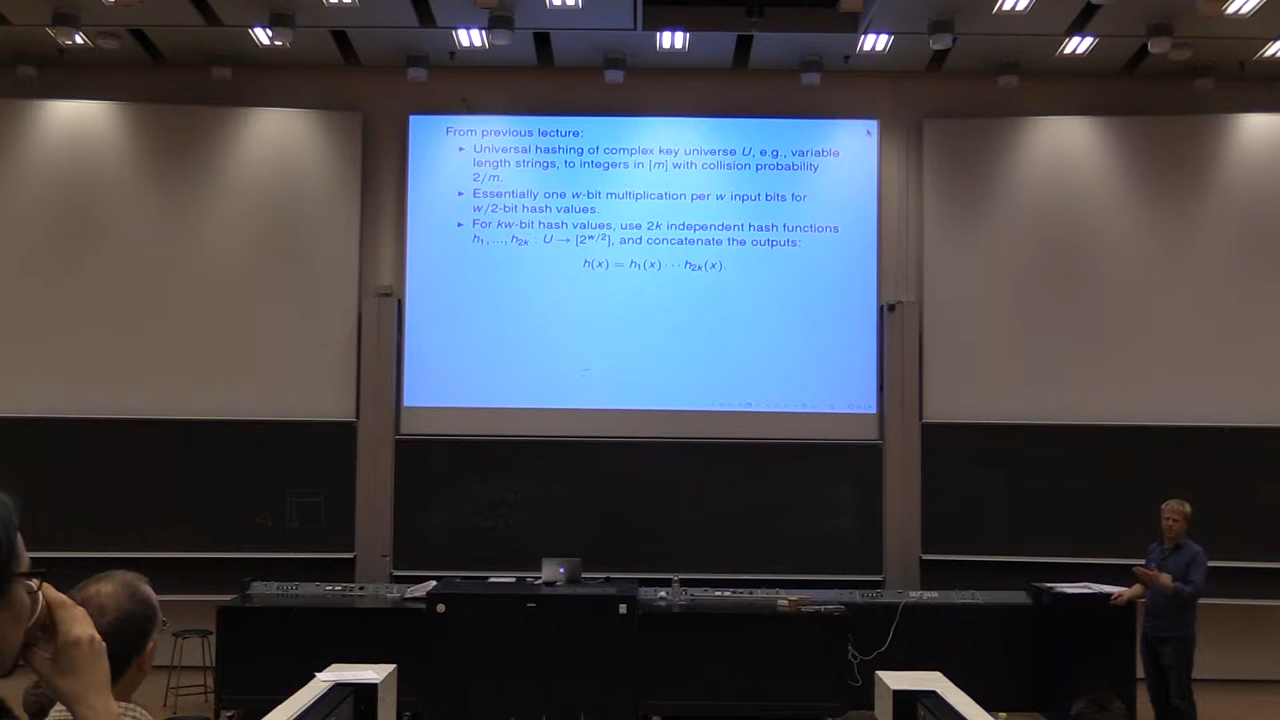 From previous lecture:
► Universal hashing of complex key universe U, e.g., variable
length strings, to integers in [m] with collision probability
2/m.
► Essentially one w-bit multiplication per w input bits for
w/2-bit hash values.
► For kw-bit hash values, use 2k independent hash functions
h₁, ..., h₂ₖ : U → [2^{w/2}], and concatenate the outputs:
h(x) = h₁(x) · · · h₂ₖ(x).